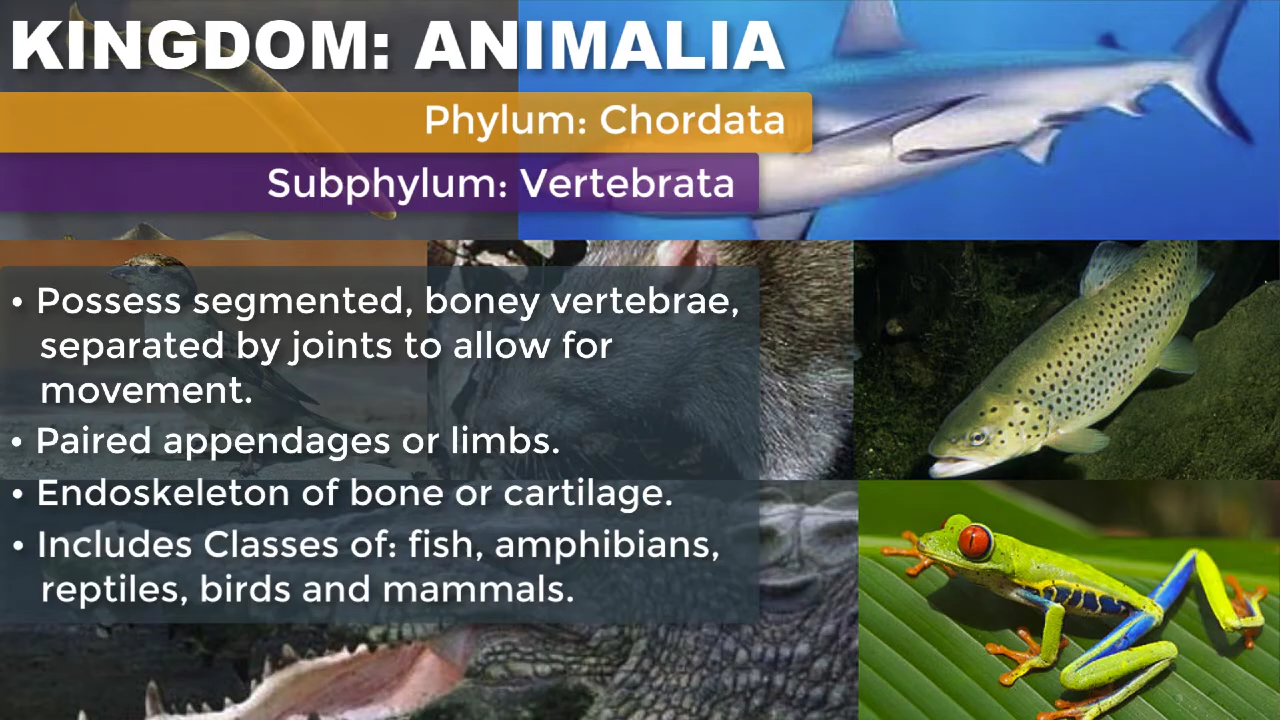 KINGDOM: ANIMALIA
Phylum: Chordata
Subphylum: Vertebrata
• Possess segmented, boney vertebrae,
separated by joints to allow for
movement.
• Paired appendages or limbs.
• Endoskeleton of bone or cartilage.
• Includes Classes of: fish, amphibians,
reptiles, birds and mammals.